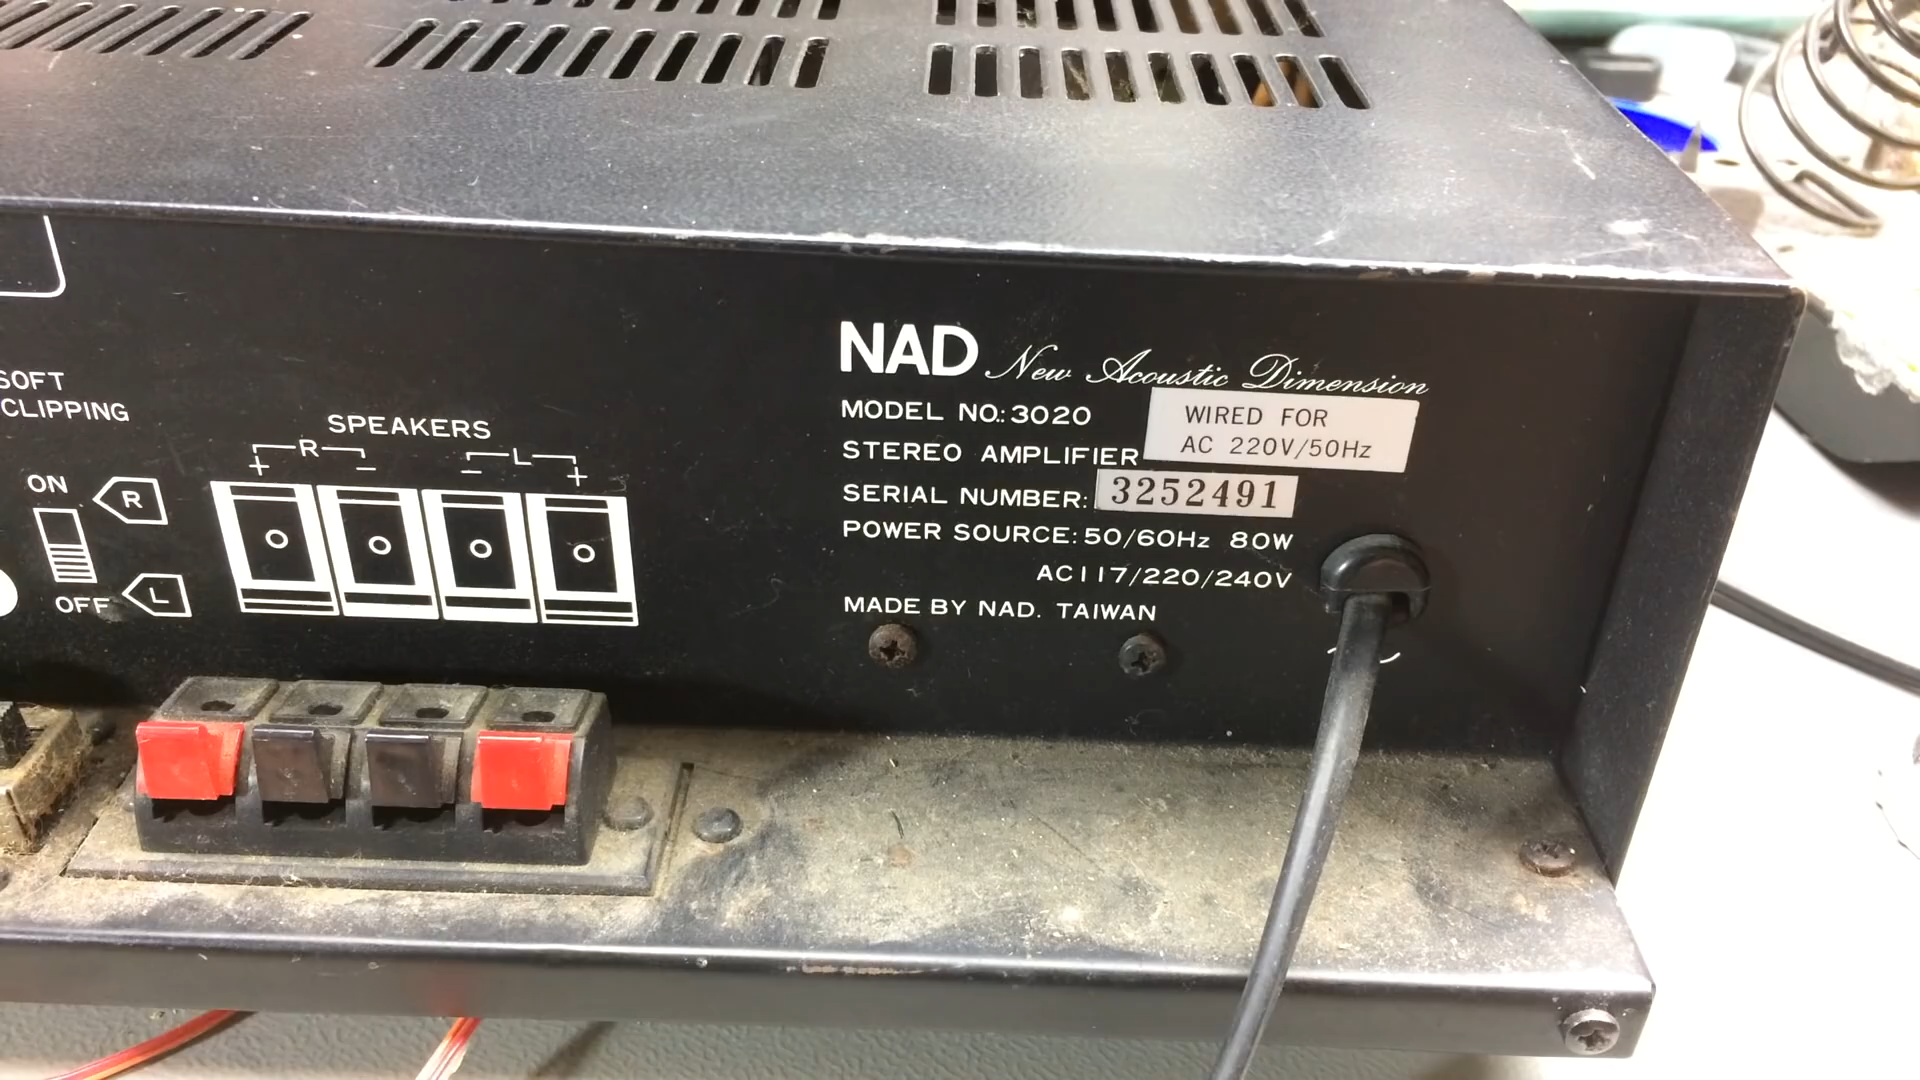 SOFT
CLIPPING
ON
R
OFF
L
SPEAKERS
R L
+ − − +
NAD New Acoustic Dimension
MODEL NO.: 3020
WIRED FOR
AC 220V/50Hz
STEREO AMPLIFIER
SERIAL NUMBER: 3252491
POWER SOURCE: 50/60Hz 80W
AC117/220/240V
MADE BY NAD. TAIWAN